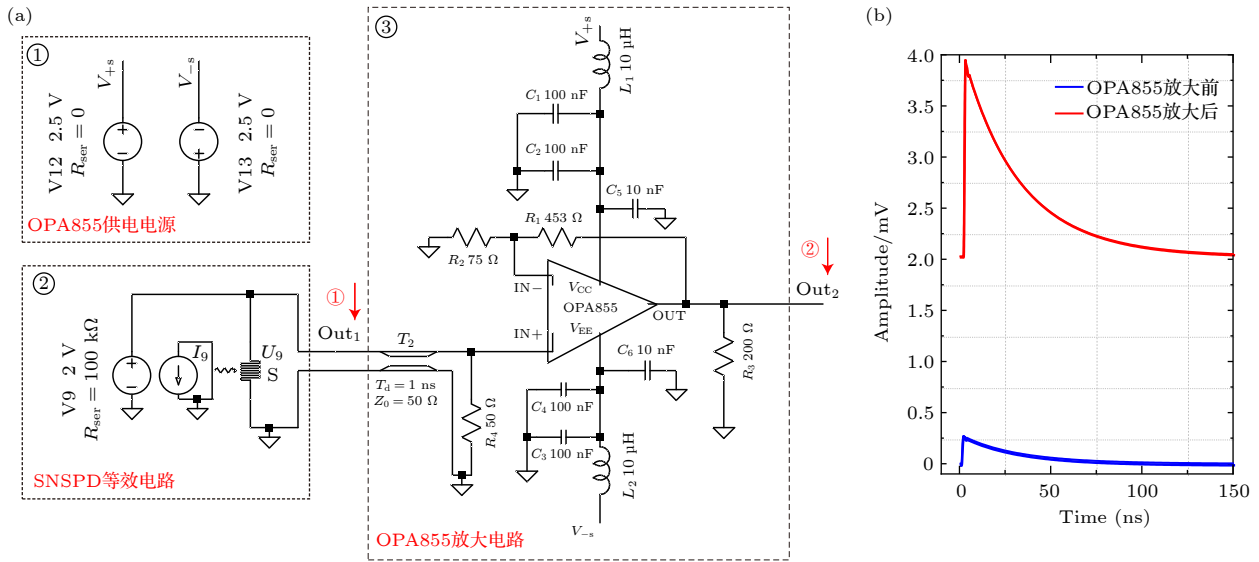 (a)
①
V₊s
V₋s
V12 2.5 V
Rser = 0
V13 2.5 V
Rser = 0
+
−
−
+
OPA855供电电源
②
V9 2 V
Rser = 100 kΩ
+
−
I₉
U₉
S
SNSPD等效电路
①
Out₁
③
V₊s
L₁ 10 μH
C₁ 100 nF
C₂ 100 nF
C₅ 10 nF
R₁ 453 Ω
R₂ 75 Ω
IN−
VCC
OPA855
OUT
IN+
VEE
T₂
Td = 1 ns
Z₀ = 50 Ω
R₄ 50 Ω
C₆ 10 nF
C₄ 100 nF
C₃ 100 nF
L₂ 10 μH
V₋s
R₃ 200 Ω
②
Out₂
OPA855放大电路
(b)
OPA855放大前
OPA855放大后
Amplitude/mV
4.0
3.5
3.0
2.5
2.0
1.5
1.0
0.5
0
0
50
100
150
Time (ns)